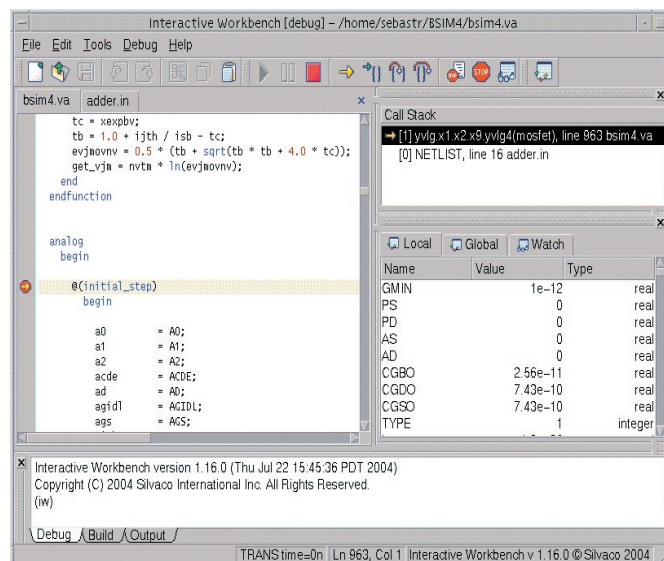 Interactive Workbench [debug] - /home/sebastr/BSIM4/bsim4.va
File Edit Tools Debug Help
bsim4.va adder.in
tc = xexpbv;
tb = 1.0 + ijth / isb - tc;
evjmovnv = 0.5 * (tb + sqrt(tb * tb + 4.0 * tc));
get_vjm = nvtm * ln(evjmovnv);
end
endfunction
analog
begin
@(initial_step)
begin
a0 = A0;
a1 = A1;
a2 = A2;
acde = ACDE;
ad = AD;
agidl = AGIDL;
ags = AGS;
Call Stack
[1] yvlg.x1.x2.x9.yvlg4(mosfet), line 963 bsim4.va
[0] NETLIST, line 16 adder.in
Local Global Watch
Name Value Type
GMIN 1e-12 real
PS 0 real
PD 0 real
AS 0 real
AD 0 real
CGBO 2.56e-11 real
CGDO 7.43e-10 real
CGSO 7.43e-10 real
TYPE 1 integer
Interactive Workbench version 1.16.0 (Thu Jul 22 15:45:36 PDT 2004)
Copyright (C) 2004 Silvaco International Inc. All Rights Reserved.
(iw)
Debug Build Output
TRANS time=0n Ln 963, Col 1 Interactive Workbench v 1.16.0 © Silvaco 2004